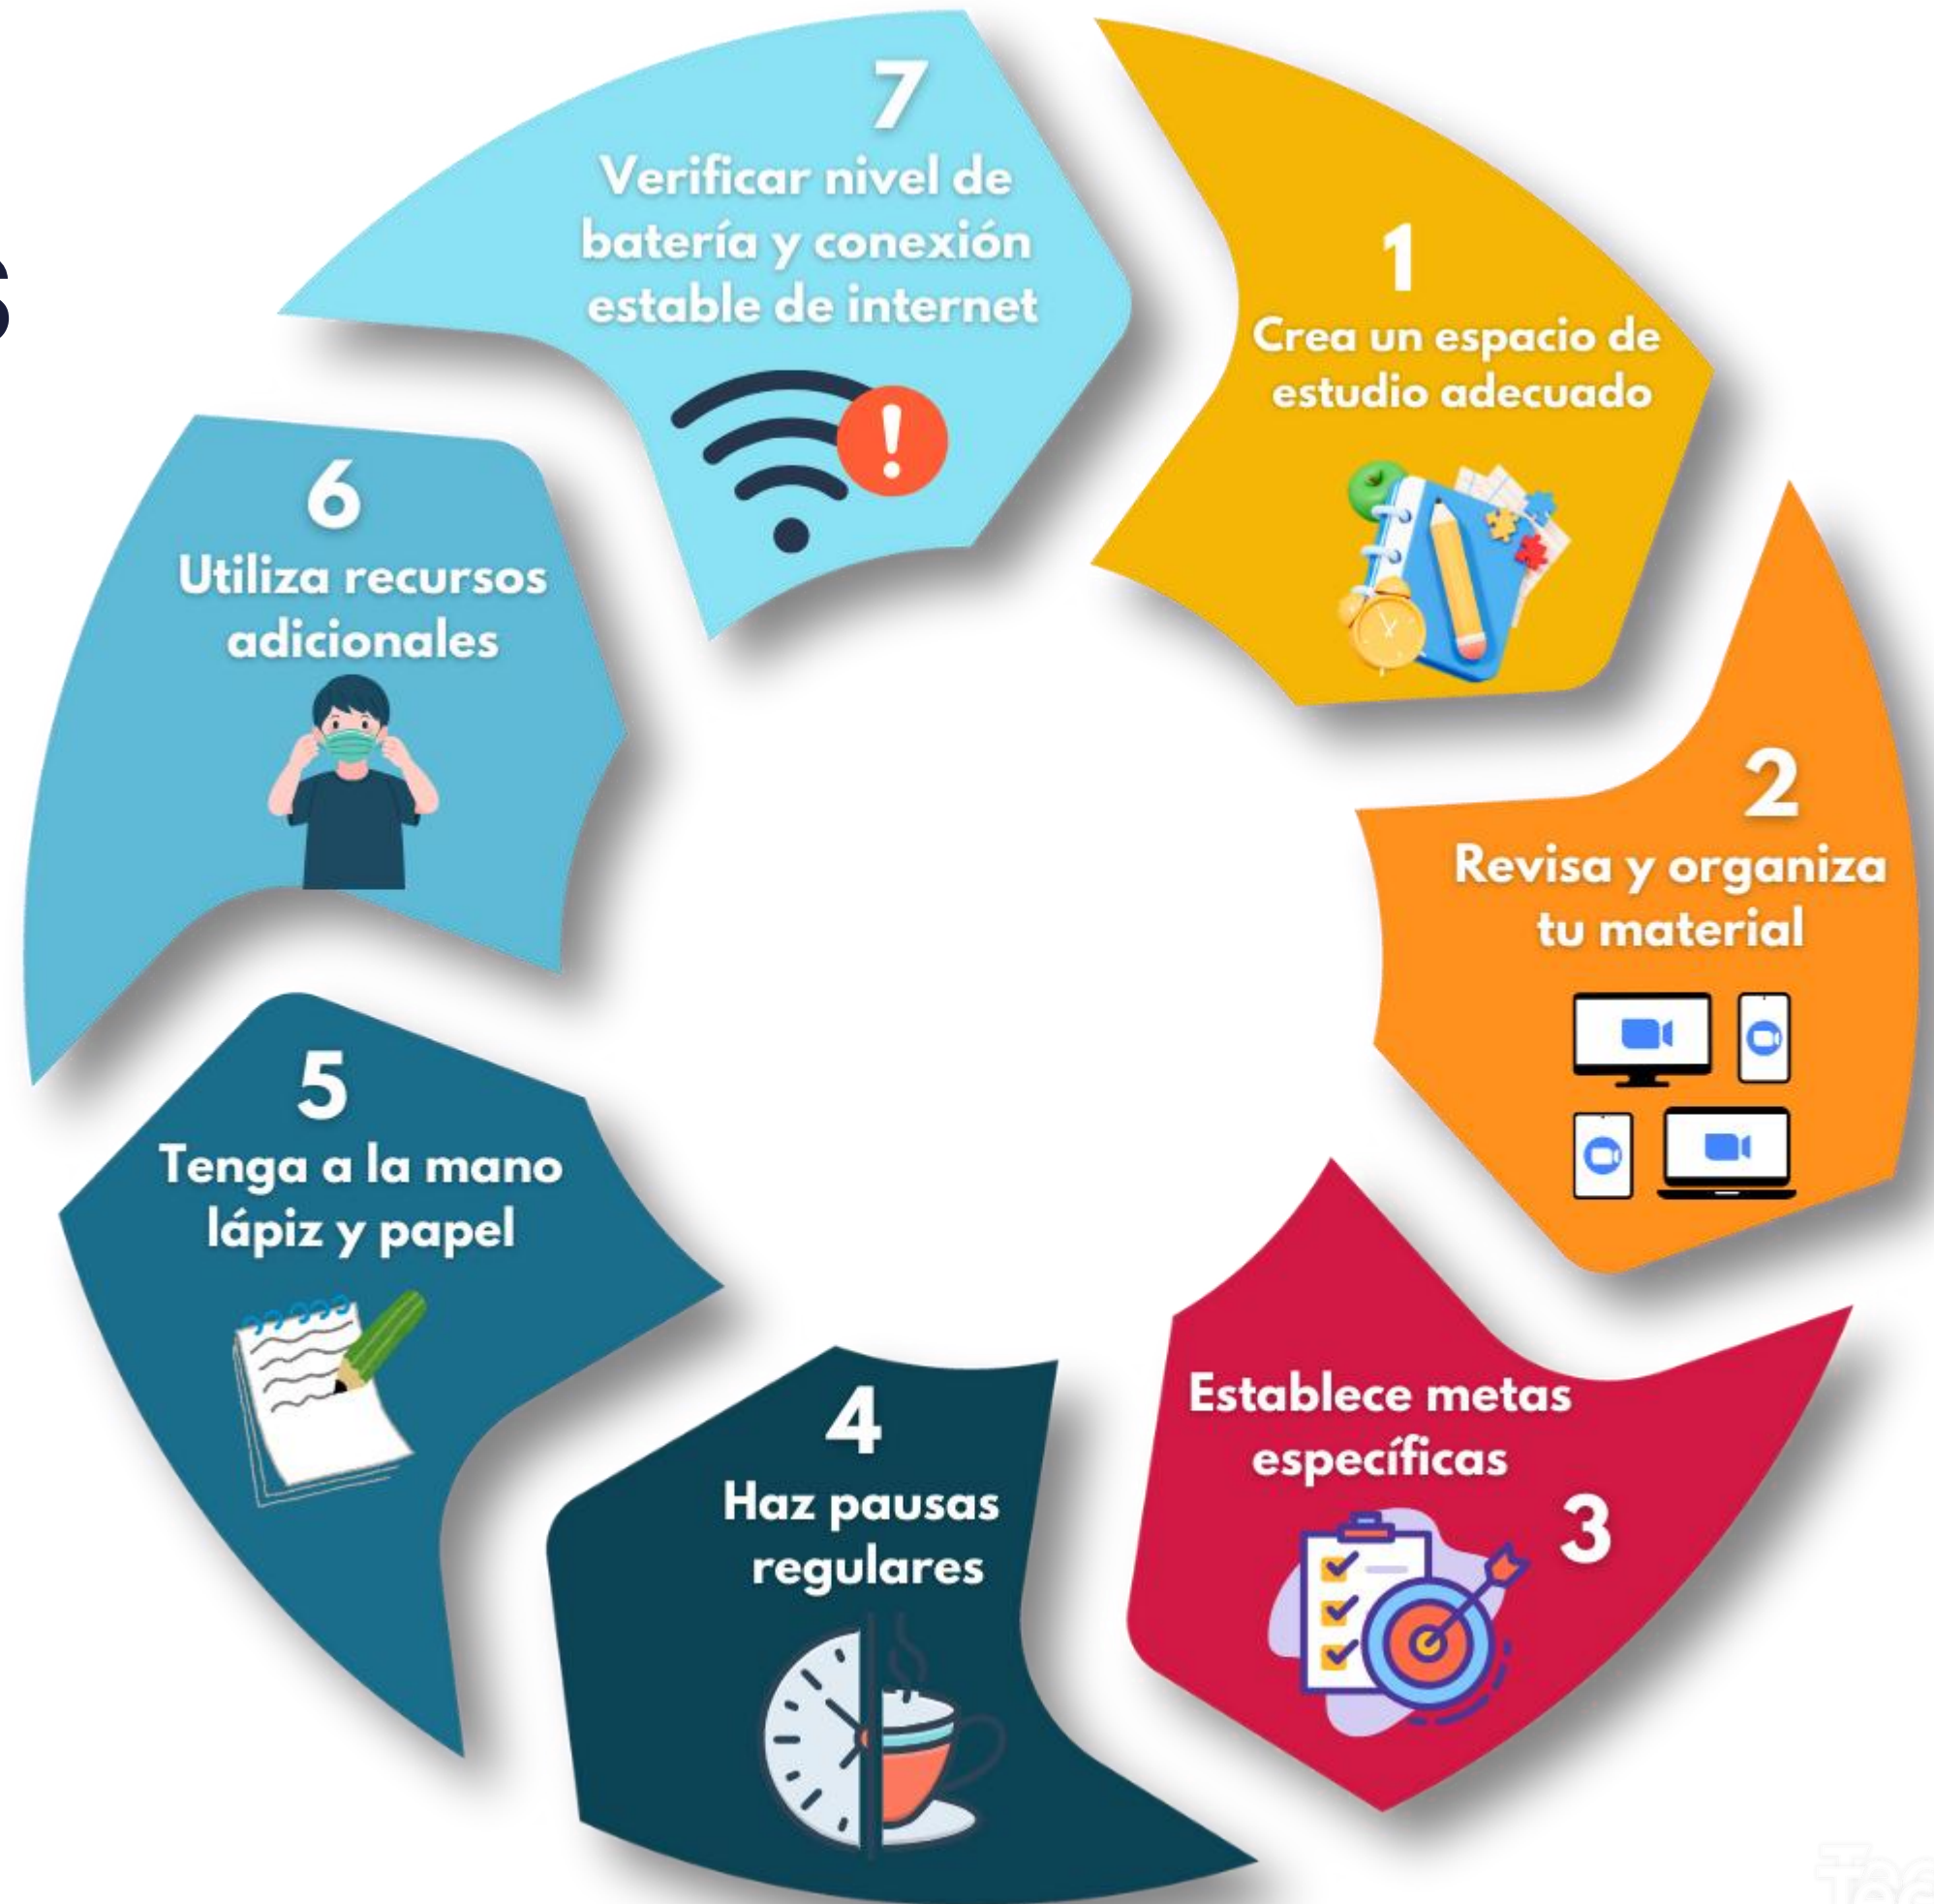 S
1
Crea un espacio de
estudio adecuado
2
Revisa y organiza
tu material
Establece metas
específicas
3
4
Haz pausas
regulares
5
Tenga a la mano
lápiz y papel
6
Utiliza recursos
adicionales
7
Verificar nivel de
batería y conexión
estable de internet